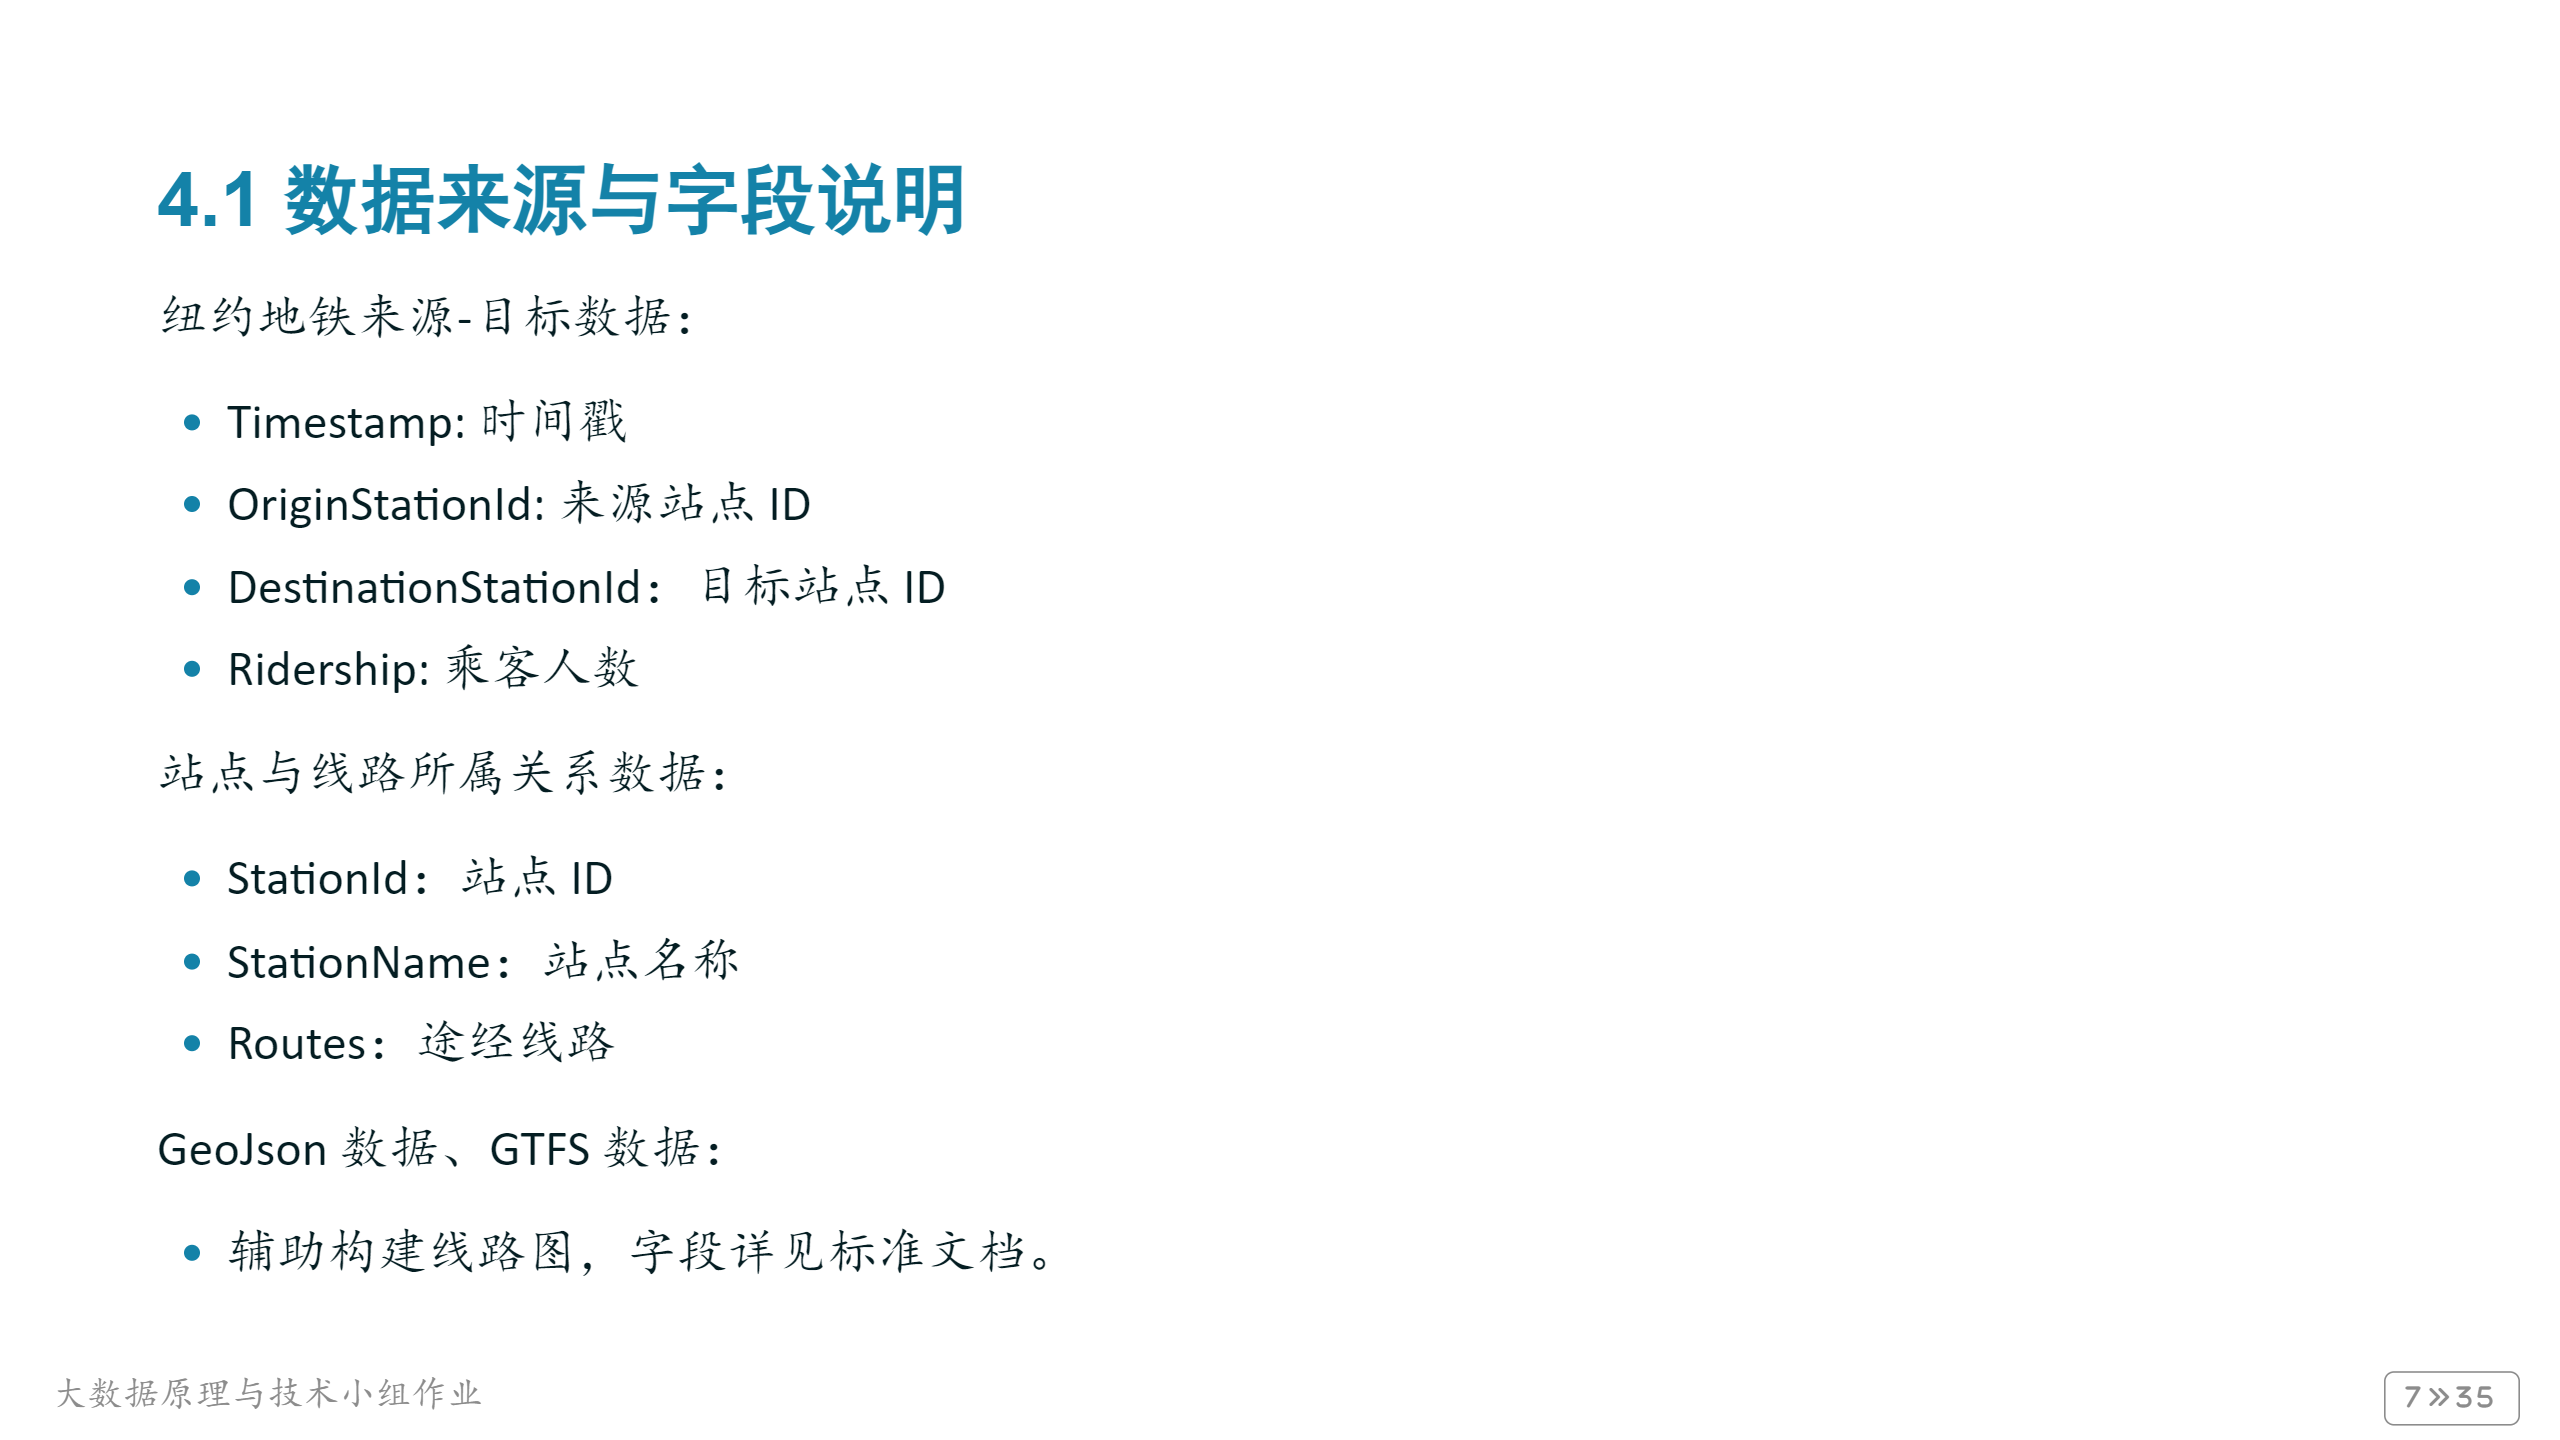 4.1 数据来源与字段说明
纽约地铁来源-目标数据：
• Timestamp: 时间戳
• OriginStationId: 来源站点 ID
• DestinationStationId：目标站点 ID
• Ridership: 乘客人数
站点与线路所属关系数据：
• StationId：站点 ID
• StationName：站点名称
• Routes：途经线路
GeoJson 数据、GTFS 数据：
• 辅助构建线路图，字段详见标准文档。
大数据原理与技术小组作业
7»35